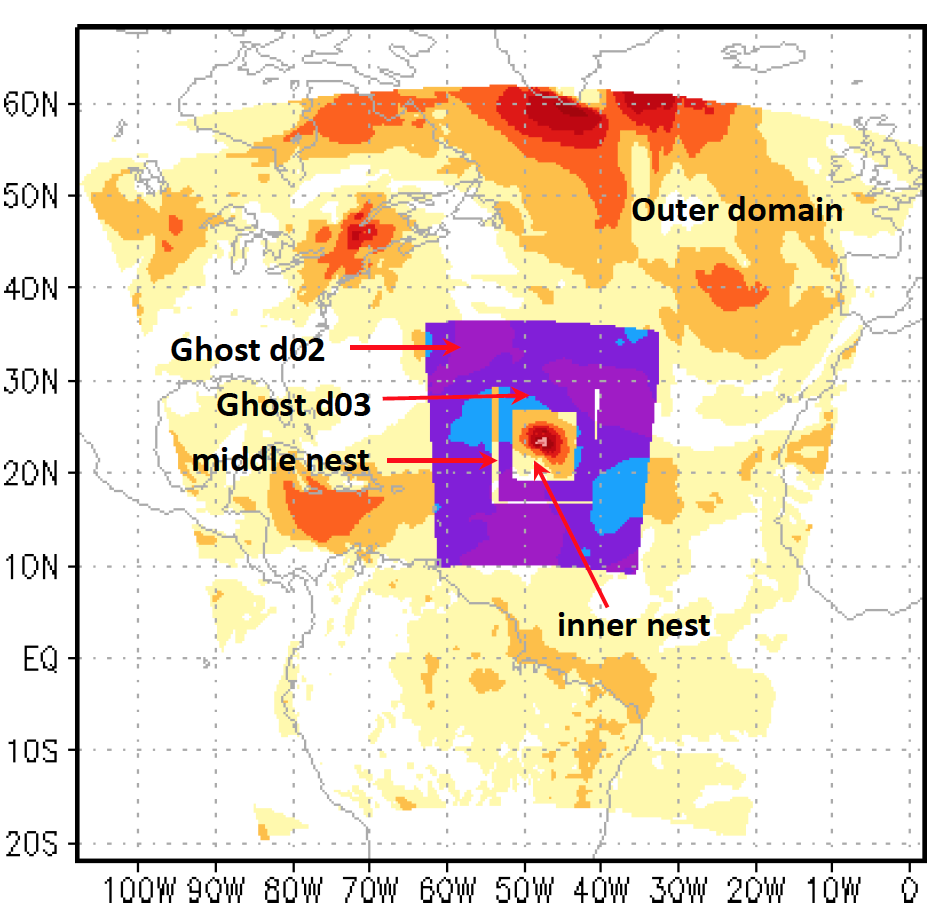 60N
50N
Outer domain
40N
Ghost d02
30N
Ghost d03
middle nest
20N
10N
inner nest
EQ
10S
20S
100W 90W 80W 70W 60W 50W 40W 30W 20W 10W 0